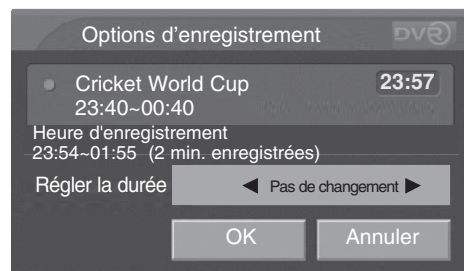 Options d'enregistrement
DVR
Cricket World Cup
23:57
23:40~00:40
Heure d'enregistrement
23:54~01:55 (2 min. enregistrées)
Régler la durée
◀ Pas de changement ▶
OK
Annuler